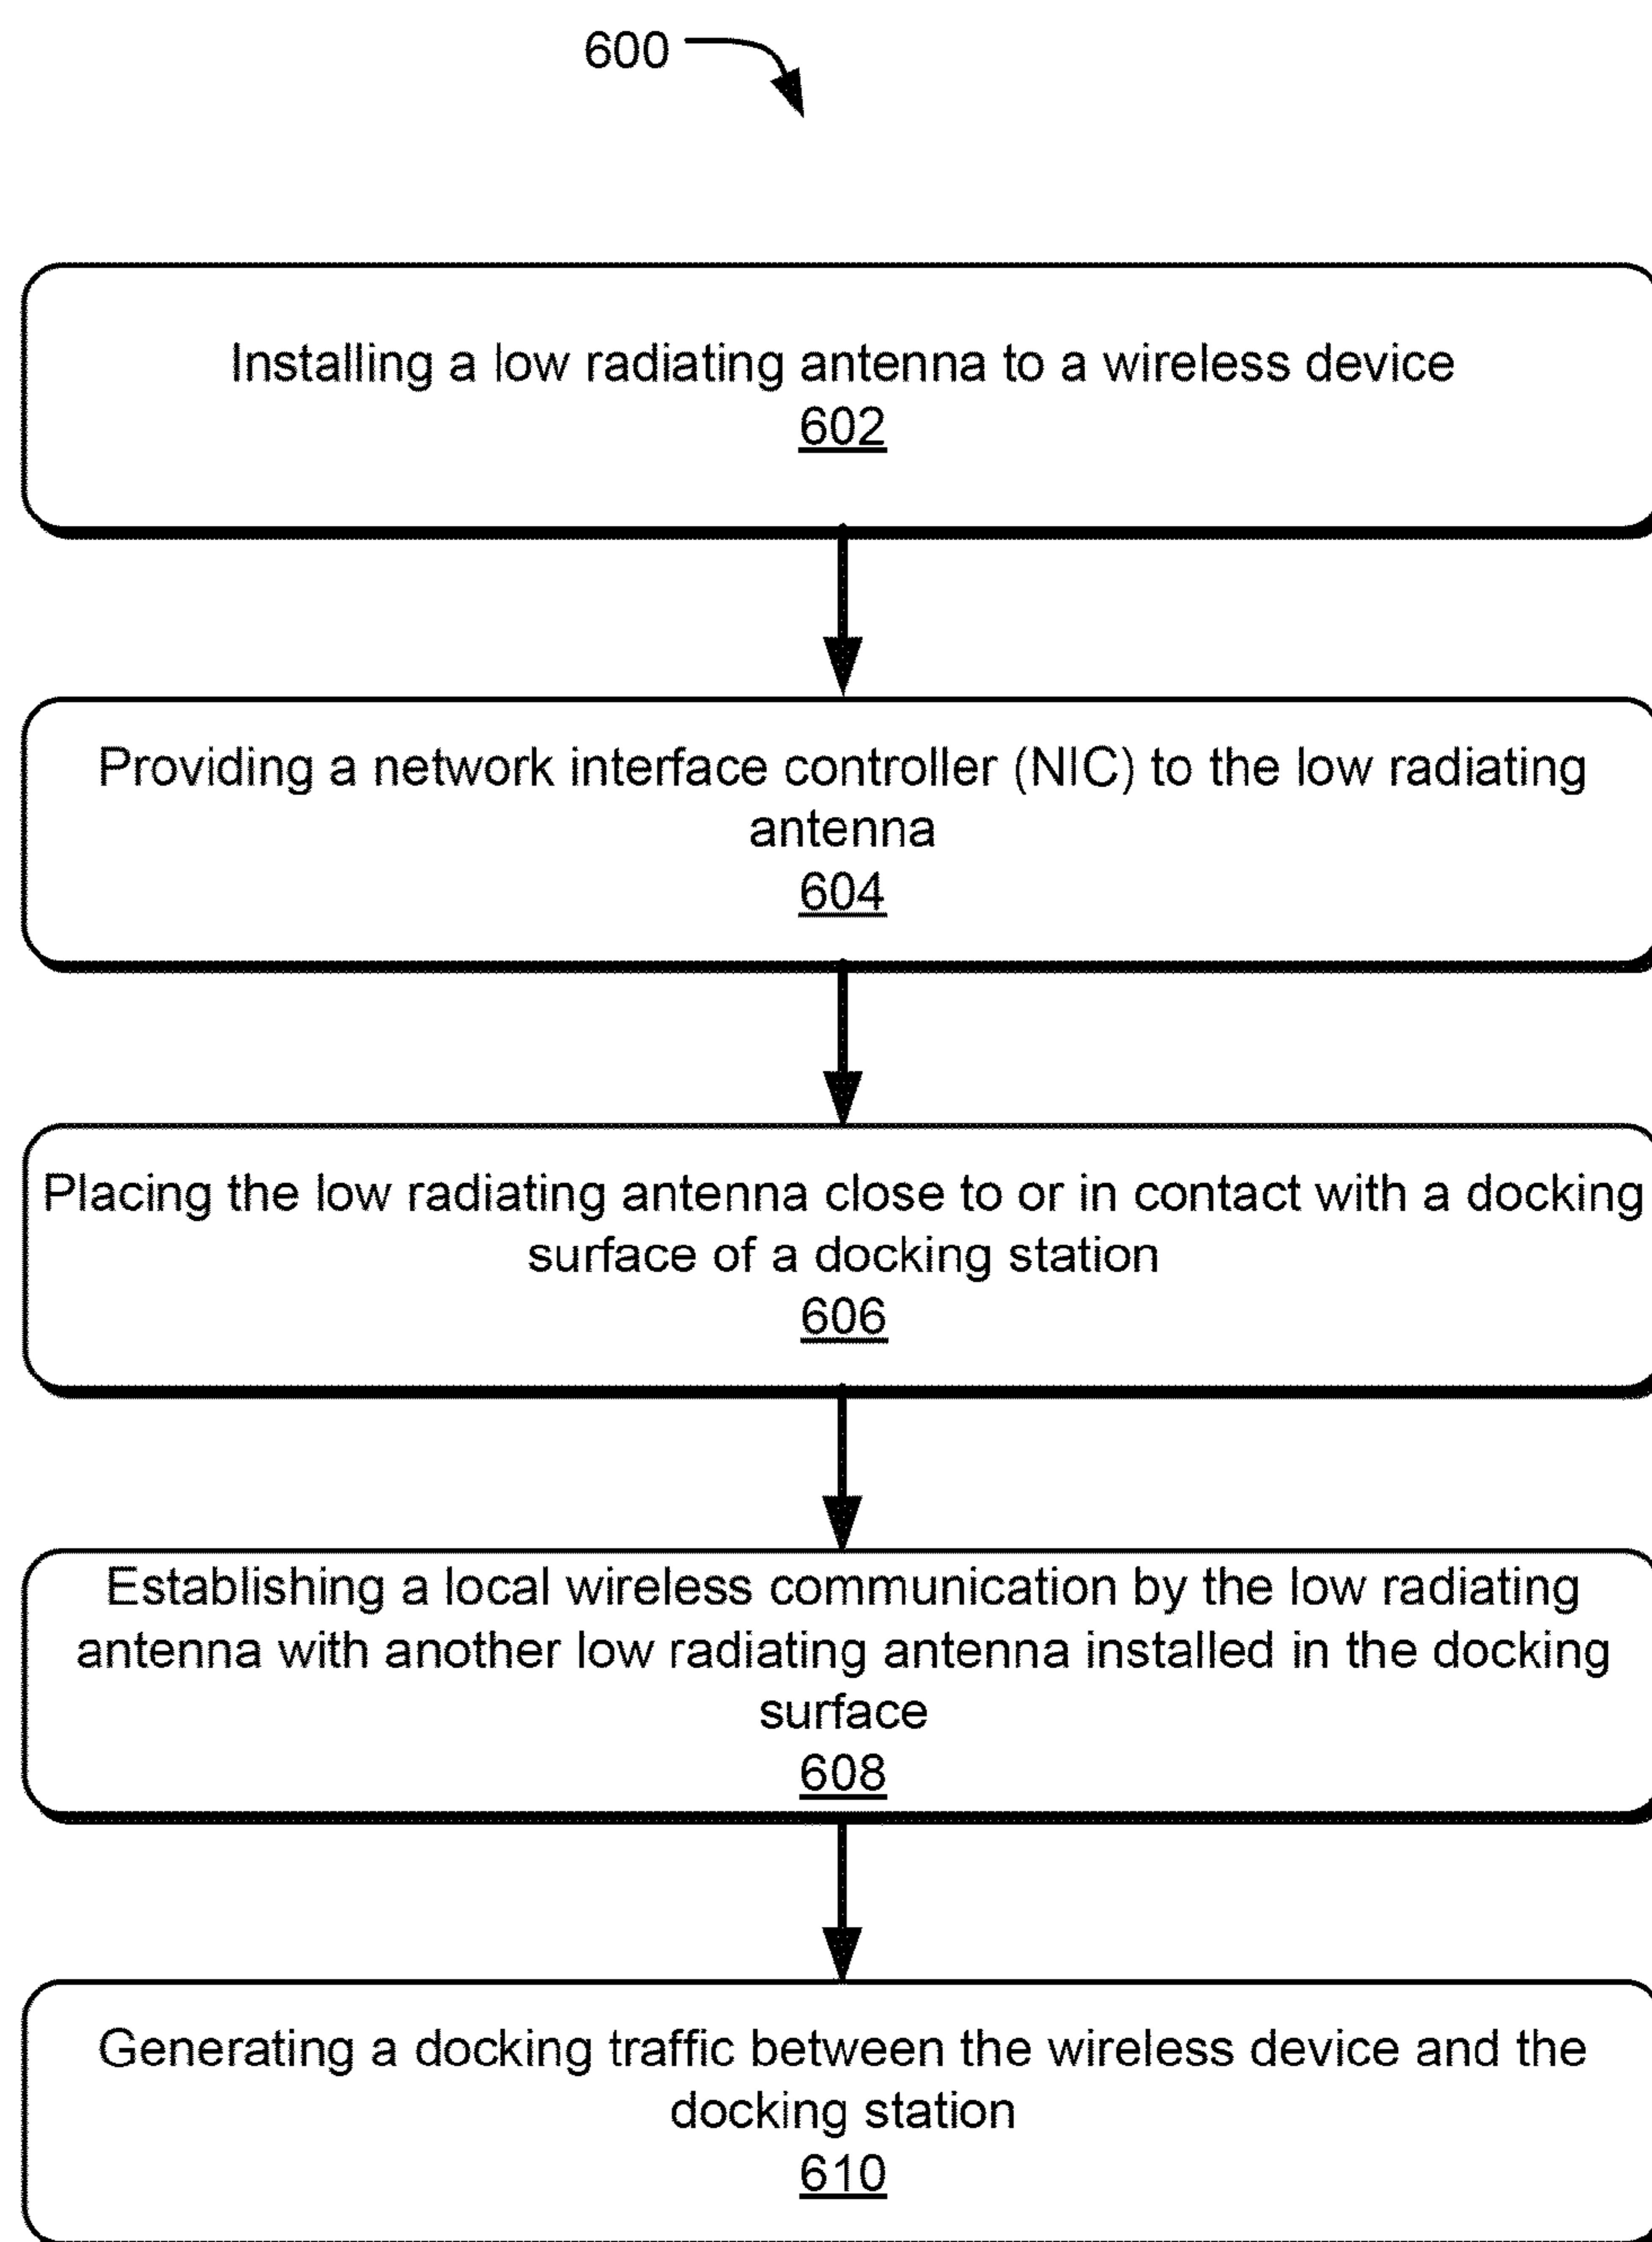 600
Installing a low radiating antenna to a wireless device
602
Providing a network interface controller (NIC) to the low radiating
antenna
604
Placing the low radiating antenna close to or in contact with a docking
surface of a docking station
606
Establishing a local wireless communication by the low radiating
antenna with another low radiating antenna installed in the docking
surface
608
Generating a docking traffic between the wireless device and the
docking station
610